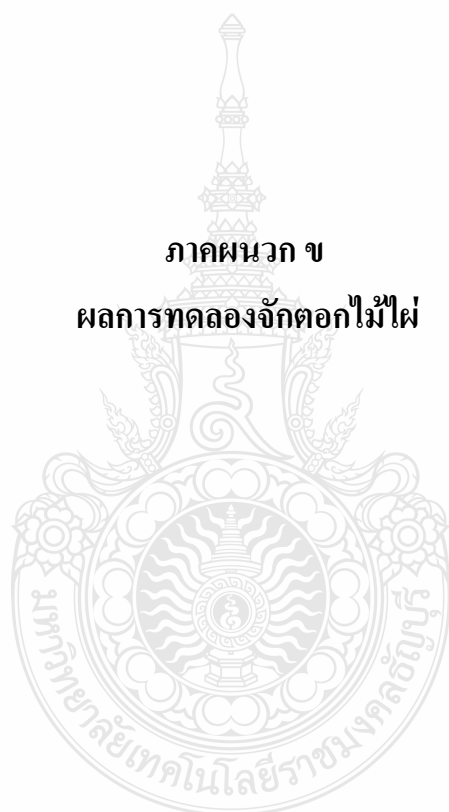 ภาคผนวก ข
ผลการทดลองจักตอกไม้ไผ่
มหาวิทยาลัยเทคโนโลยีราชมงคลธัญบุรี